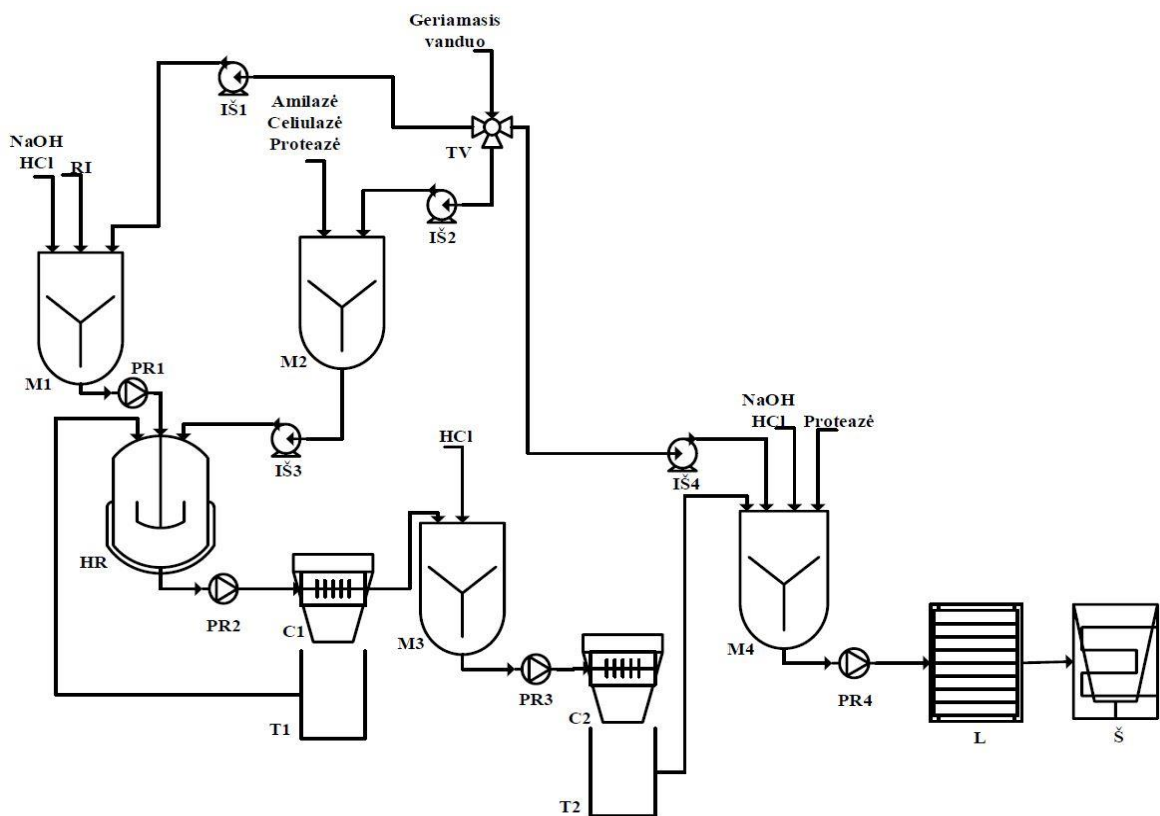 Geriamasis
vanduo
IŠ1
Amilazė
Celiulazė
Proteazė
TV
NaOH
HCl
RI
IŠ2
M1
PR1
M2
IŠ3
HCl
NaOH
HCl
Proteazė
IŠ4
HR
PR2
C1
M3
M4
PR3
C2
PR4
T1
L
Š
T2